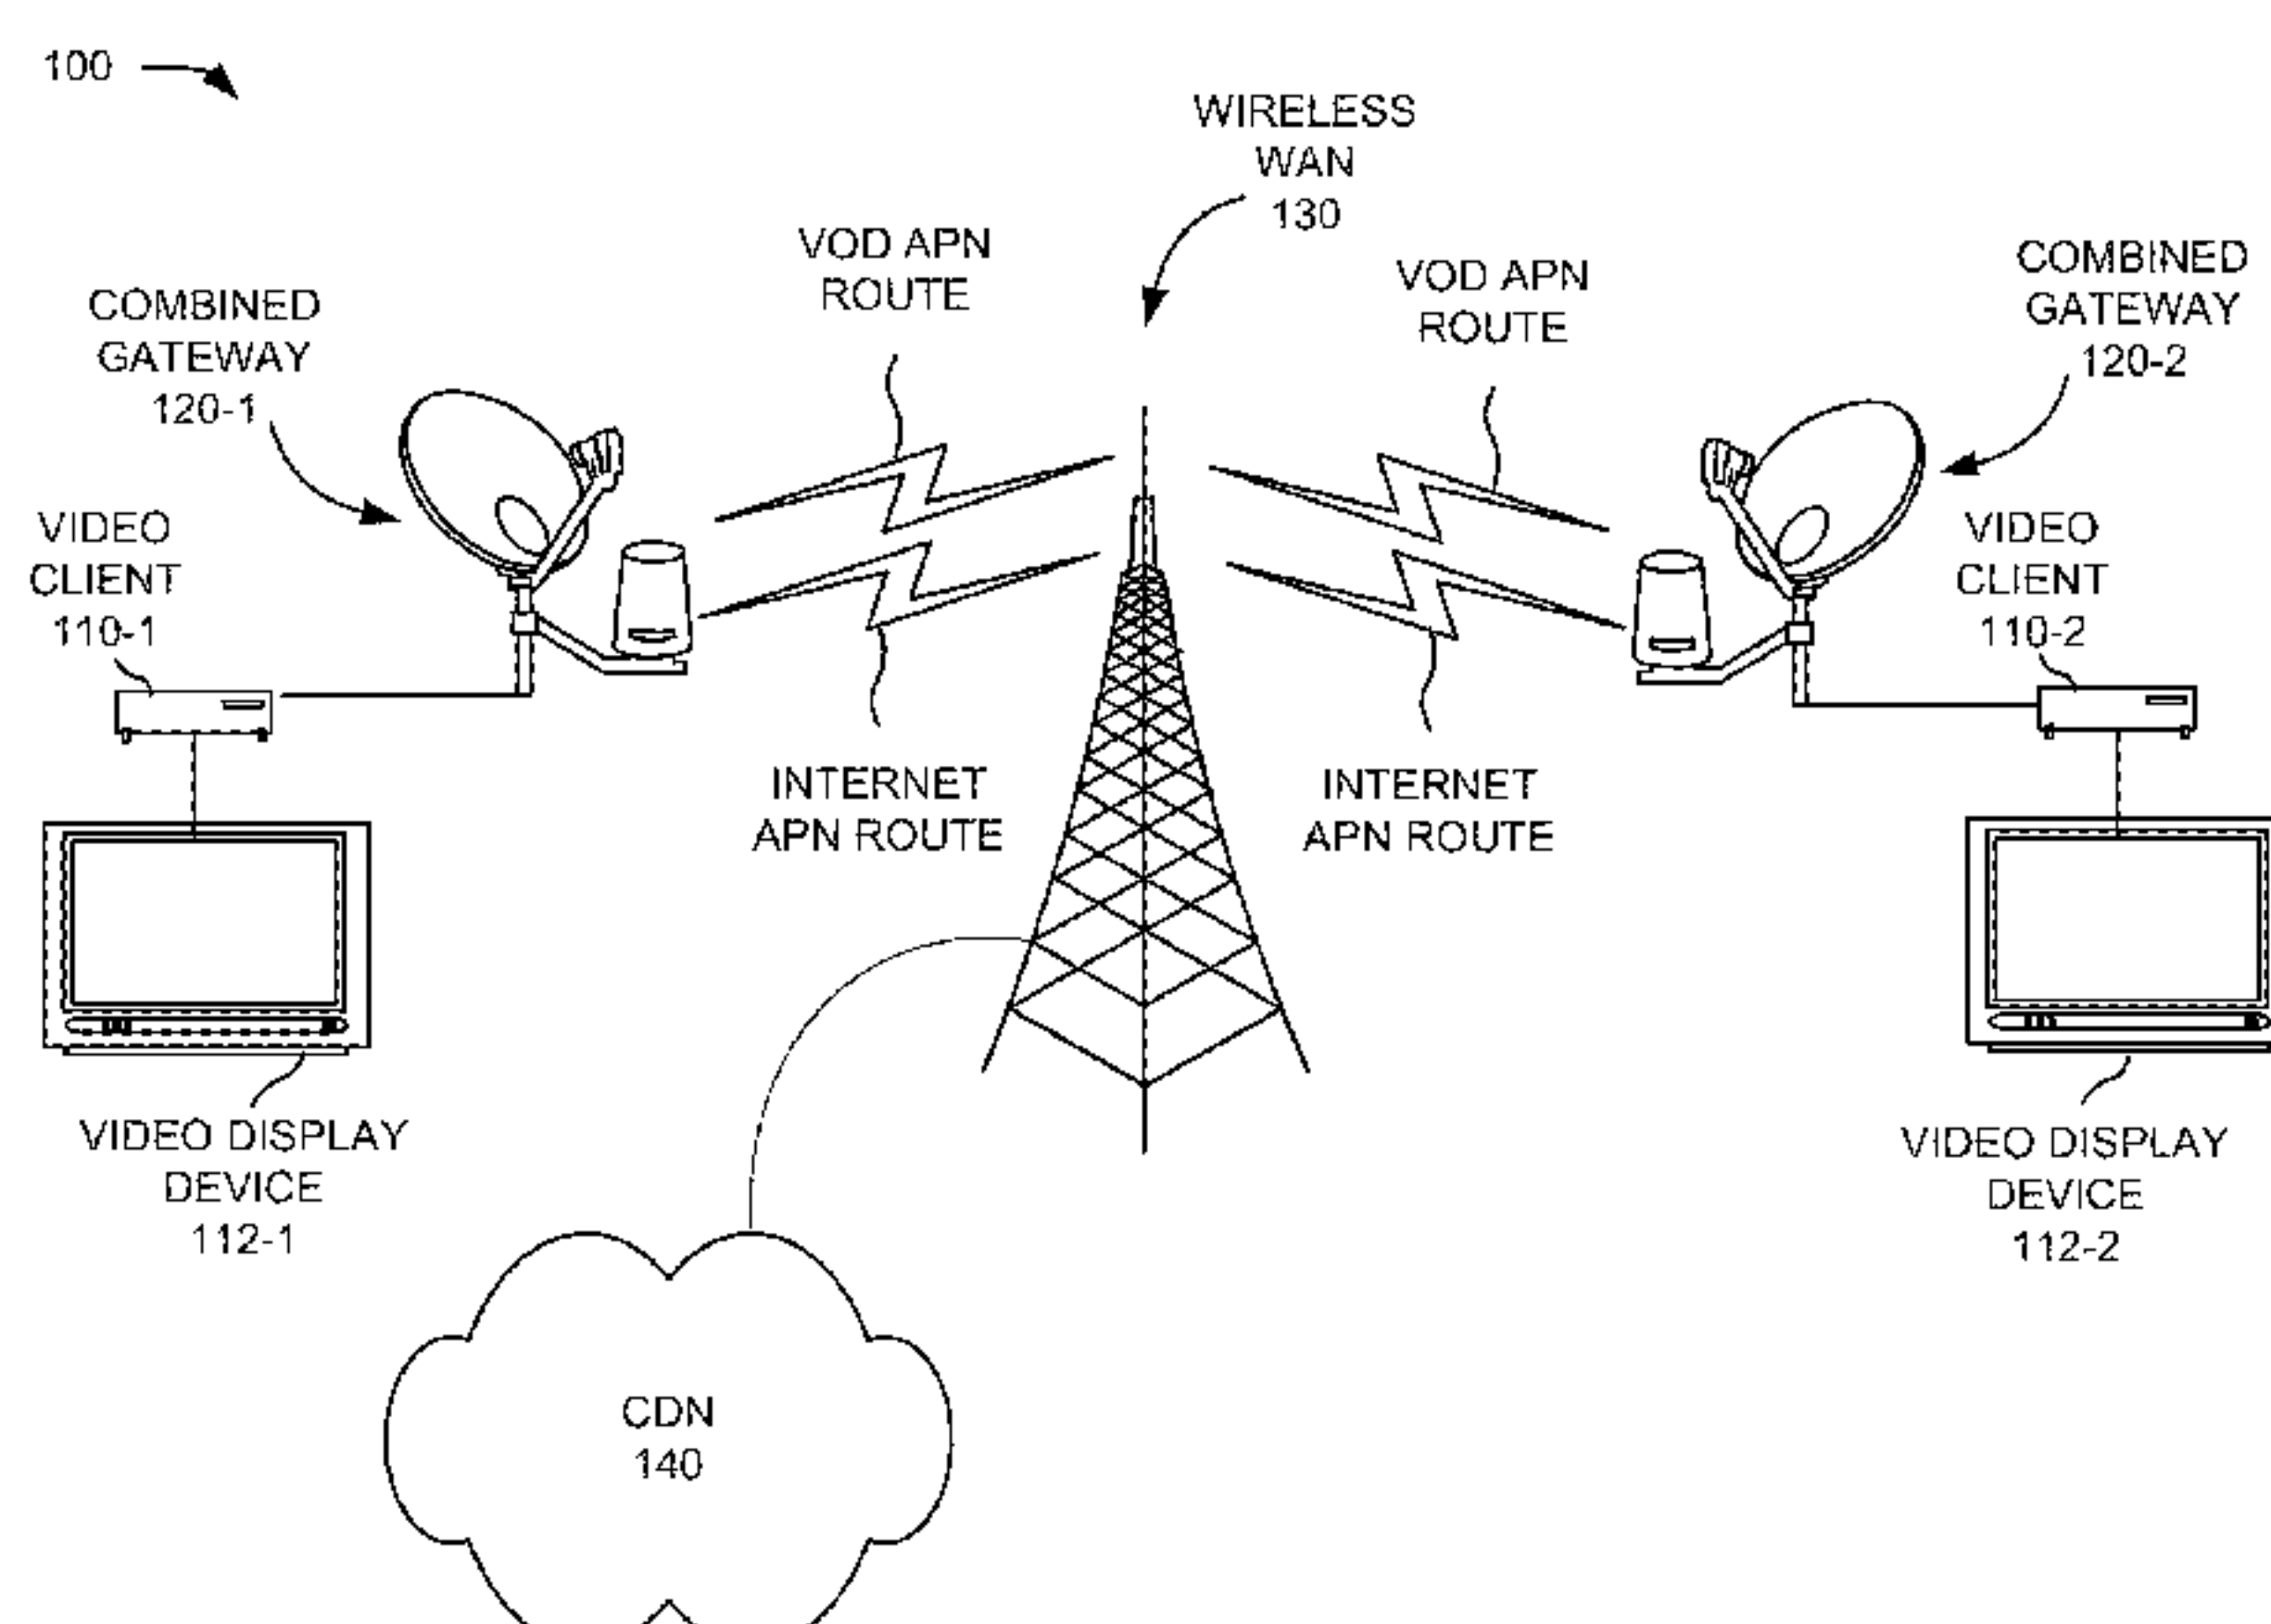 100
WIRELESS
WAN
130
VOD APN
ROUTE
VOD APN
ROUTE
COMBINED
GATEWAY
120-1
COMBINED
GATEWAY
120-2
VIDEO
CLIENT
110-1
VIDEO
CLIENT
110-2
INTERNET
APN ROUTE
INTERNET
APN ROUTE
VIDEO DISPLAY
DEVICE
112-1
VIDEO DISPLAY
DEVICE
112-2
CDN
140